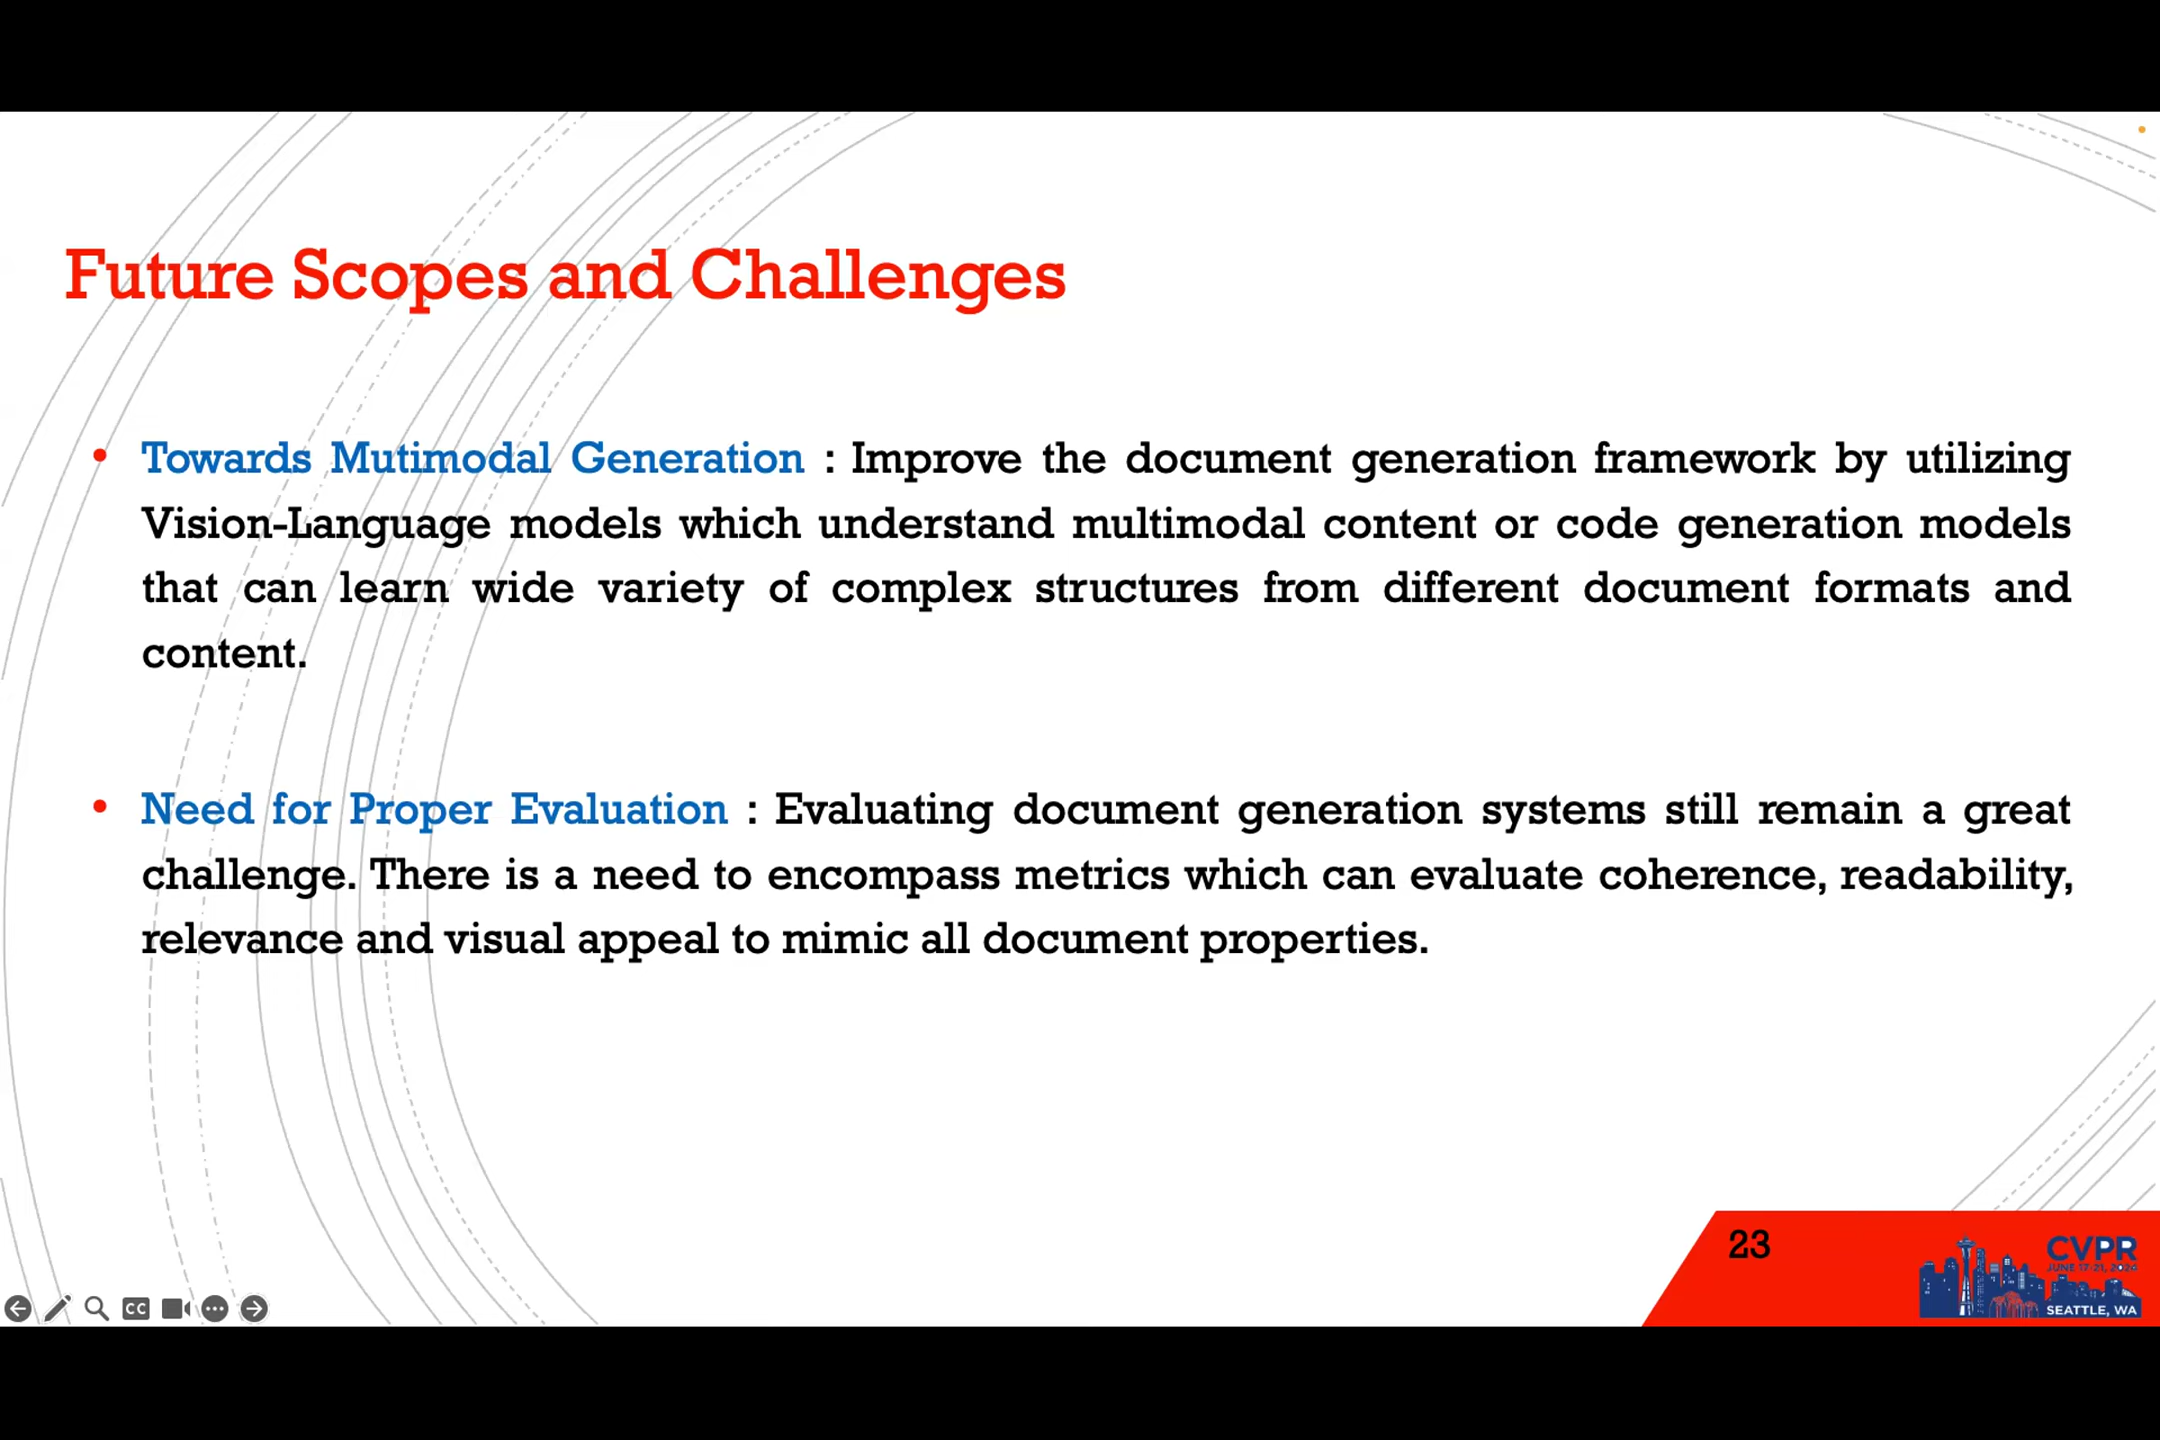 Future Scopes and Challenges
• Towards Mutimodal Generation : Improve the document generation framework by utilizing
Vision-Language models which understand multimodal content or code generation models
that can learn wide variety of complex structures from different document formats and
content.
• Need for Proper Evaluation : Evaluating document generation systems still remain a great
challenge. There is a need to encompass metrics which can evaluate coherence, readability,
relevance and visual appeal to mimic all document properties.
23
CVPR
JUNE 17-21, 2024
SEATTLE, WA
CC